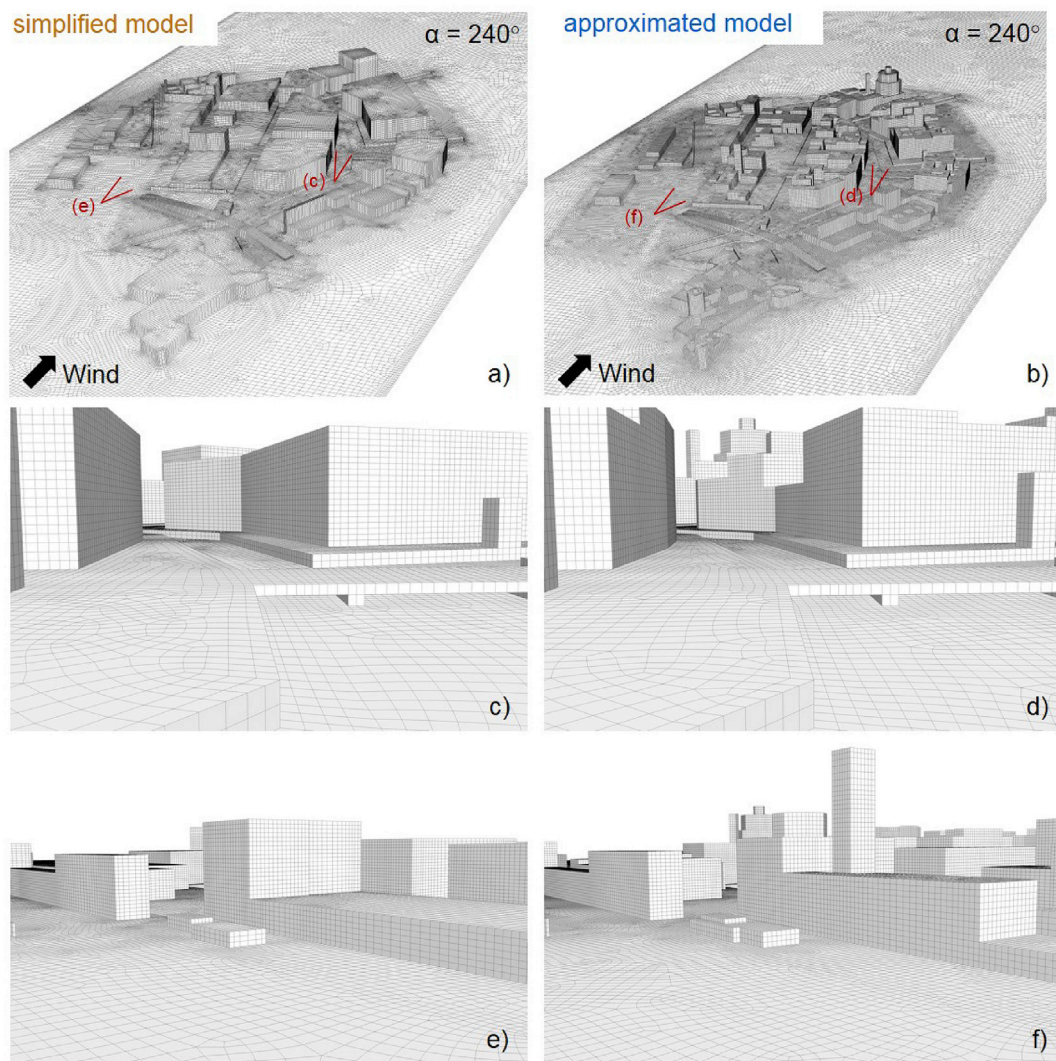 simplified model
α = 240°
approximated model
α = 240°
(c)
(e)
(d)
(f)
Wind
a)
Wind
b)
c)
d)
e)
f)